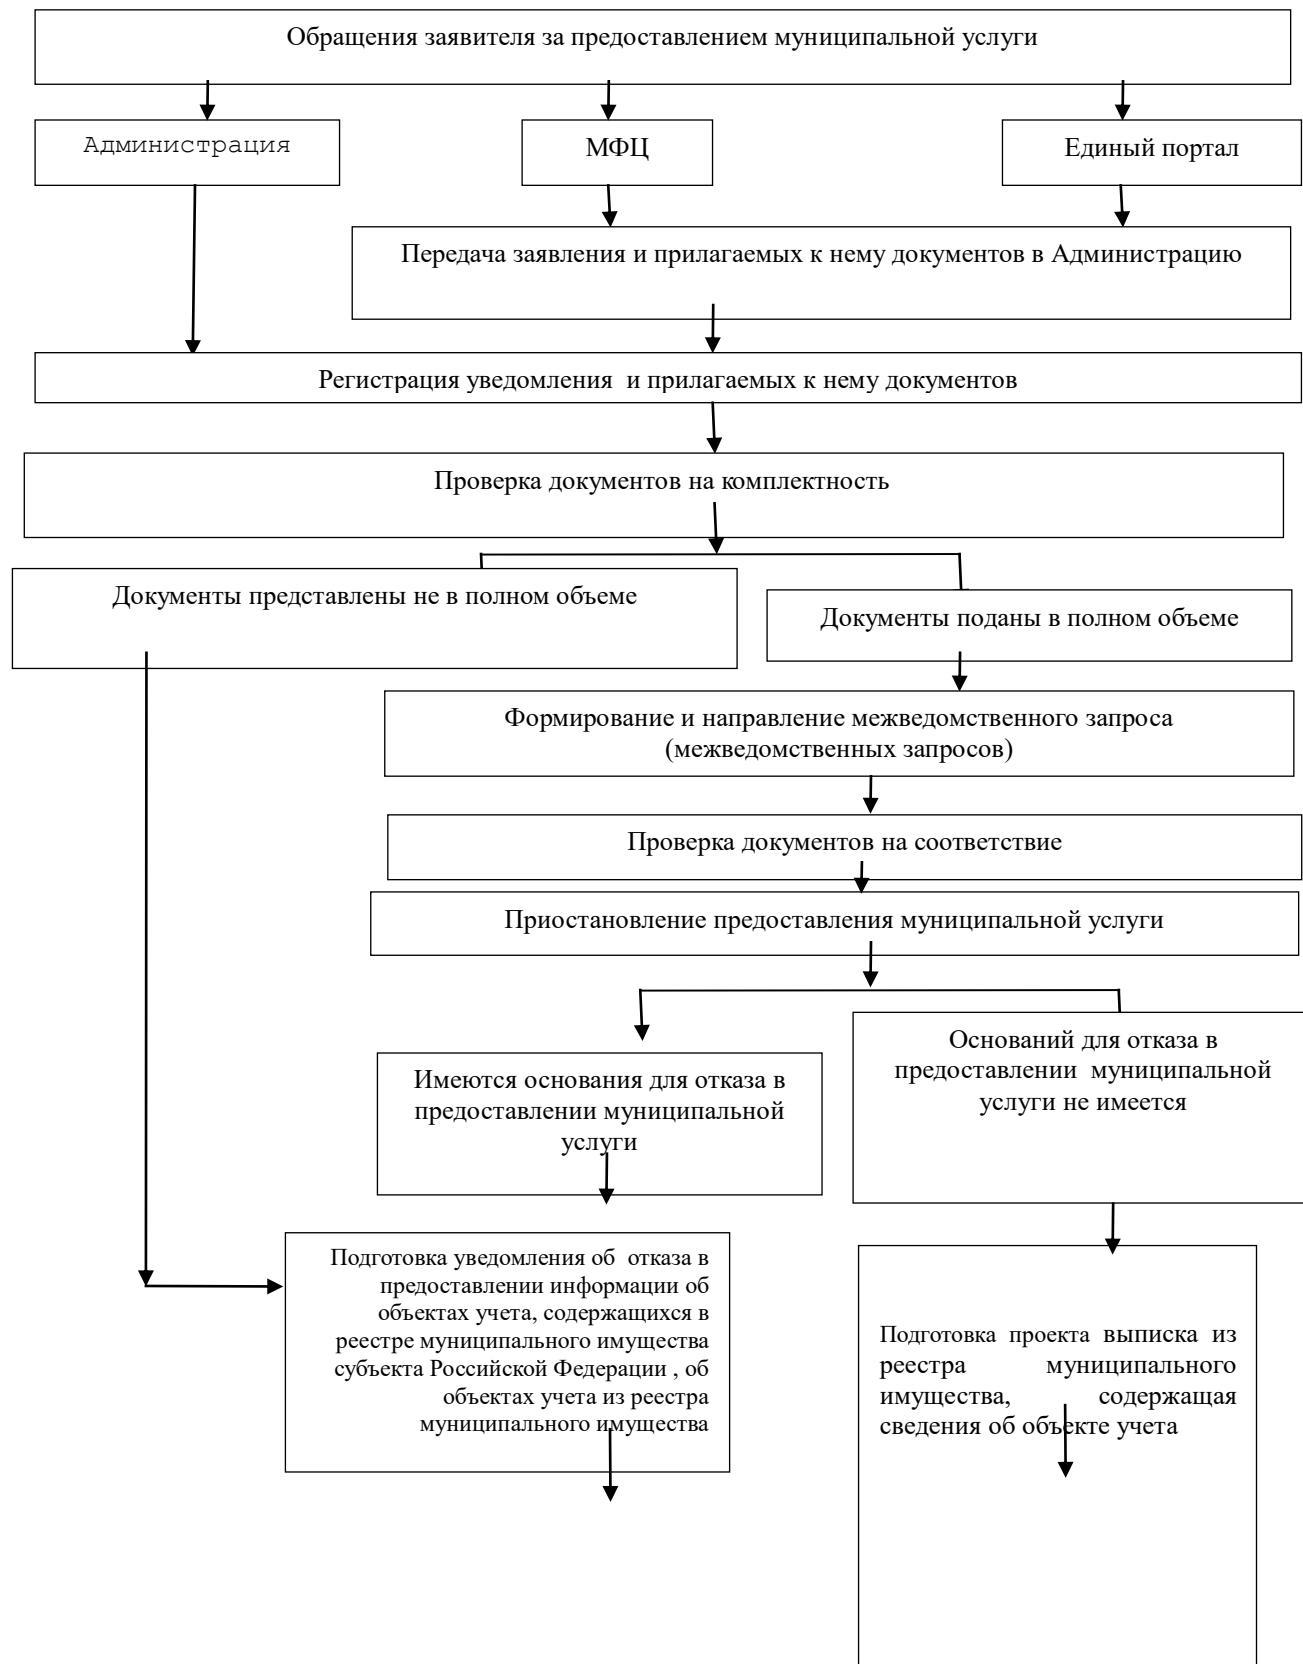 Обращения заявителя за предоставлением муниципальной услуги
Администрация
МФЦ
Единый портал
Передача заявления и прилагаемых к нему документов в Администрацию
Регистрация уведомления и прилагаемых к нему документов
Проверка документов на комплектность
Документы представлены не в полном объеме
Документы поданы в полном объеме
Формирование и направление межведомственного запроса
(межведомственных запросов)
Проверка документов на соответствие
Приостановление предоставления муниципальной услуги
Имеются основания для отказа в
предоставлении муниципальной
услуги
Оснований для отказа в
предоставлении муниципальной
услуги не имеется
Подготовка уведомления об отказа в
предоставлении информации об
объектах учета, содержащихся в
реестре муниципального имущества
субъекта Российской Федерации , об
объектах учета из реестра
муниципального имущества
Подготовка проекта выписка из
реестра муниципального
имущества, содержащая
сведения об объекте учета